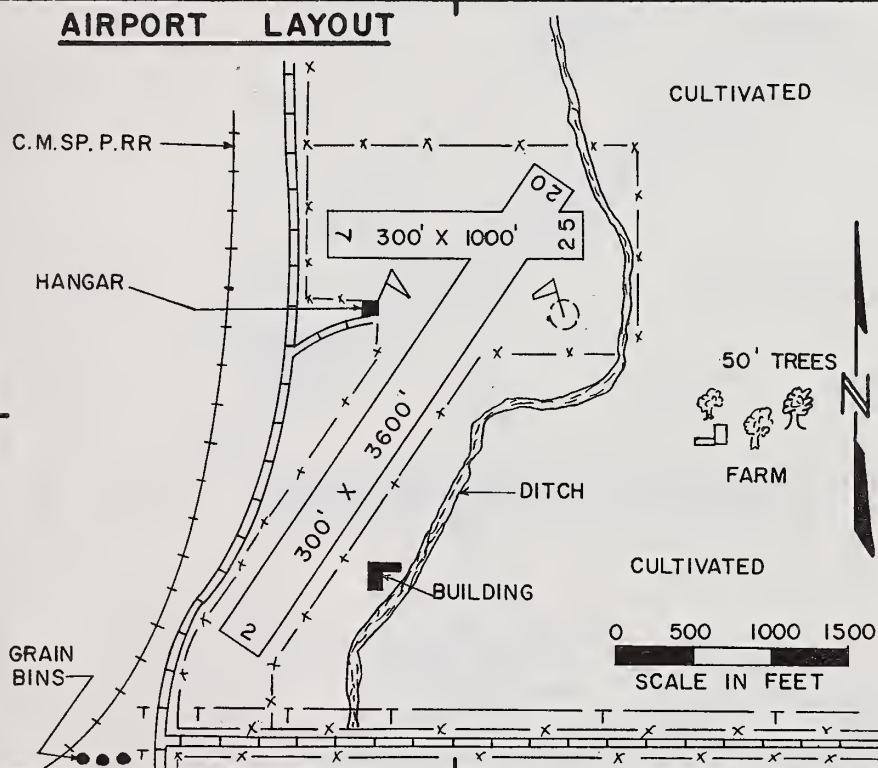 AIRPORT LAYOUT
CULTIVATED
C.M.SP.P.RR
20
7 300' X 1000' 25
HANGAR
50' TREES
N
300' X 3600'
FARM
DITCH
CULTIVATED
BUILDING
2
0 500 1000 1500
SCALE IN FEET
GRAIN
BINS
T T T T T T
T